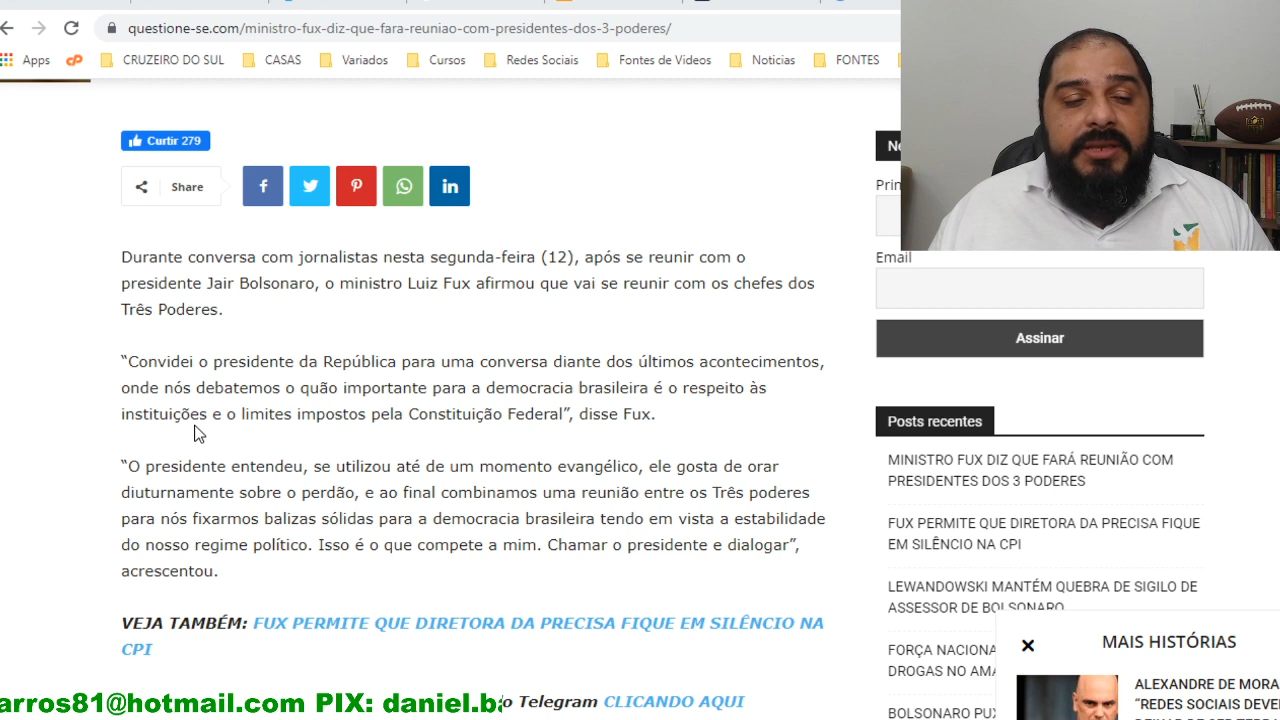 questione-se.com/ministro-fux-diz-que-fara-reuniao-com-presidentes-dos-3-poderes/
Apps CRUZEIRO DO SUL CASAS Variados Cursos Redes Sociais Fontes de Videos Noticias FONTES
Curtir 279
Share
Durante conversa com jornalistas nesta segunda-feira (12), após se reunir com o
presidente Jair Bolsonaro, o ministro Luiz Fux afirmou que vai se reunir com os chefes dos
Três Poderes.
“Convidei o presidente da República para uma conversa diante dos últimos acontecimentos,
onde nós debatemos o quão importante para a democracia brasileira é o respeito às
instituições e o limites impostos pela Constituição Federal”, disse Fux.
“O presidente entendeu, se utilizou até de um momento evangélico, ele gosta de orar
diuturnamente sobre o perdão, e ao final combinamos uma reunião entre os Três poderes
para nós fixarmos balizas sólidas para a democracia brasileira tendo em vista a estabilidade
do nosso regime político. Isso é o que compete a mim. Chamar o presidente e dialogar”,
acrescentou.
VEJA TAMBÉM: FUX PERMITE QUE DIRETORA DA PRECISA FIQUE EM SILÊNCIO NA
CPI
o Telegram CLICANDO AQUI
arros81@hotmail.com PIX: daniel.b
Email
Assinar
Posts recentes
MINISTRO FUX DIZ QUE FARÁ REUNIÃO COM
PRESIDENTES DOS 3 PODERES
FUX PERMITE QUE DIRETORA DA PRECISA FIQUE
EM SILÊNCIO NA CPI
LEWANDOWSKI MANTÉM QUEBRA DE SIGILO DE
ASSESSOR DE BOLSONARO
FORÇA NACIONA
DROGAS NO AMA
BOLSONARO PUX
MAIS HISTÓRIAS
ALEXANDRE DE MORA
“REDES SOCIAIS DEVE